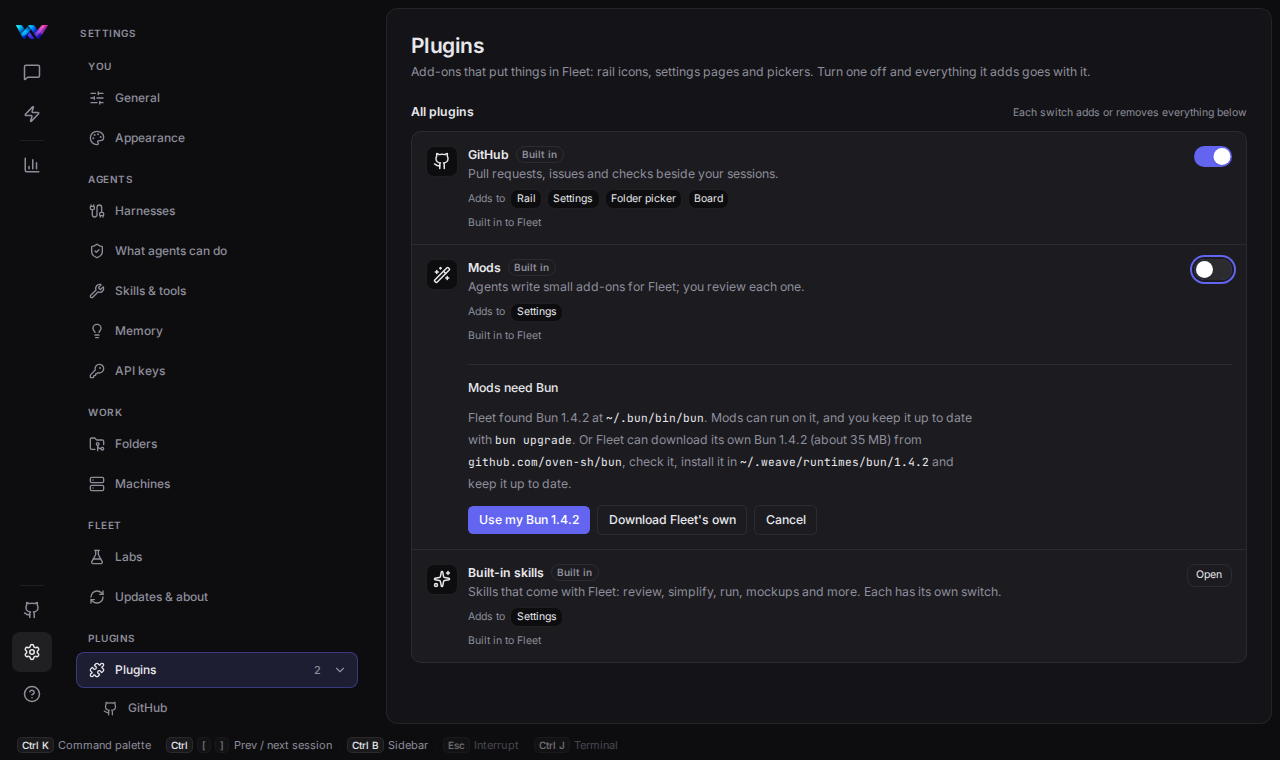 SETTINGS
YOU
General
Appearance
AGENTS
Harnesses
What agents can do
Skills & tools
Memory
API keys
WORK
Folders
Machines
FLEET
Labs
Updates & about
PLUGINS
Plugins 2
GitHub
Plugins
Add-ons that put things in Fleet: rail icons, settings pages and pickers. Turn one off and everything it adds goes with it.
All plugins
Each switch adds or removes everything below
GitHub Built in
Pull requests, issues and checks beside your sessions.
Adds to Rail Settings Folder picker Board
Built in to Fleet
Mods Built in
Agents write small add-ons for Fleet; you review each one.
Adds to Settings
Built in to Fleet
Mods need Bun
Fleet found Bun 1.4.2 at ~/.bun/bin/bun. Mods can run on it, and you keep it up to date
with bun upgrade. Or Fleet can download its own Bun 1.4.2 (about 35 MB) from
github.com/oven-sh/bun, check it, install it in ~/.weave/runtimes/bun/1.4.2 and
keep it up to date.
Use my Bun 1.4.2 Download Fleet's own Cancel
Built-in skills Built in
Open
Skills that come with Fleet: review, simplify, run, mockups and more. Each has its own switch.
Adds to Settings
Built in to Fleet
Ctrl K Command palette Ctrl [ ] Prev / next session Ctrl B Sidebar Esc Interrupt Ctrl J Terminal